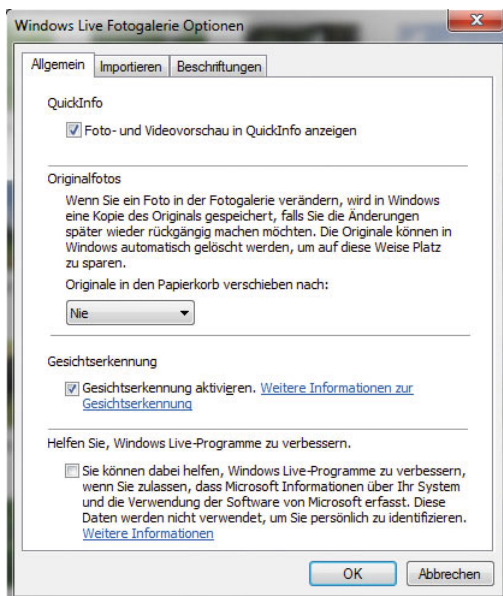 Windows Live Fotogalerie Optionen
Allgemein
Importieren
Beschriftungen
QuickInfo
Foto- und Videovorschau in QuickInfo anzeigen
Originalfotos
Wenn Sie ein Foto in der Fotogalerie verändern, wird in Windows
eine Kopie des Originals gespeichert, falls Sie die Änderungen
später wieder rückgängig machen möchten. Die Originale können in
Windows automatisch gelöscht werden, um auf diese Weise Platz
zu sparen.
Originale in den Papierkorb verschieben nach:
Nie
Gesichtserkennung
Gesichtserkennung aktivieren. Weitere Informationen zur
Gesichtserkennung
Helfen Sie, Windows Live-Programme zu verbessern.
Sie können dabei helfen, Windows Live-Programme zu verbessern,
wenn Sie zulassen, dass Microsoft Informationen über Ihr System
und die Verwendung der Software von Microsoft erfasst. Diese
Daten werden nicht verwendet, um Sie persönlich zu identifizieren.
Weitere Informationen
OK
Abbrechen